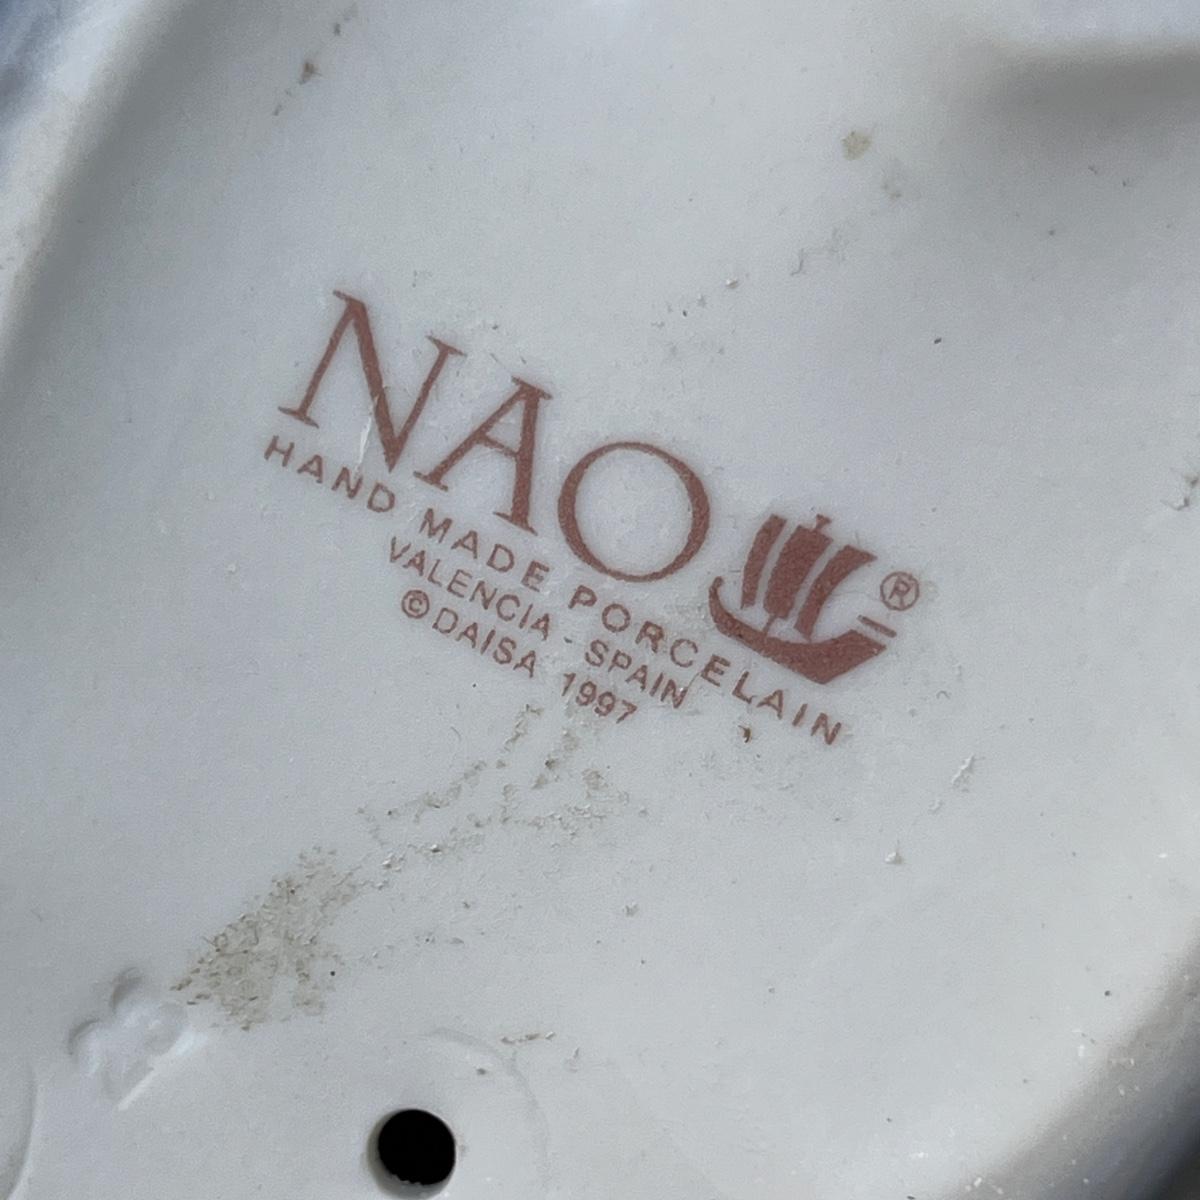 NAO ®
HAND MADE PORCELAIN
VALENCIA - SPAIN
© DAISA 1997